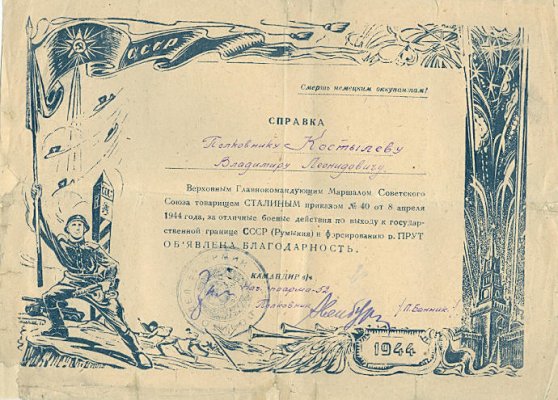 СССР
Смерть немецким оккупантам!
СПРАВКА
Полковнику Костылеву
Владимиру Леонидовичу
Верховным Главнокомандующим Маршалом Советского
Союза товарищем СТАЛИНЫМ приказом № 40 от 8 апреля
1944 года, за отличные боевые действия по выходу к государ-
ственной границе СССР (Румыния) и форсированию р. ПРУТ
ОБ'ЯВЛЕНА БЛАГОДАРНОСТЬ.
КОМАНДИР
Полковник
1944